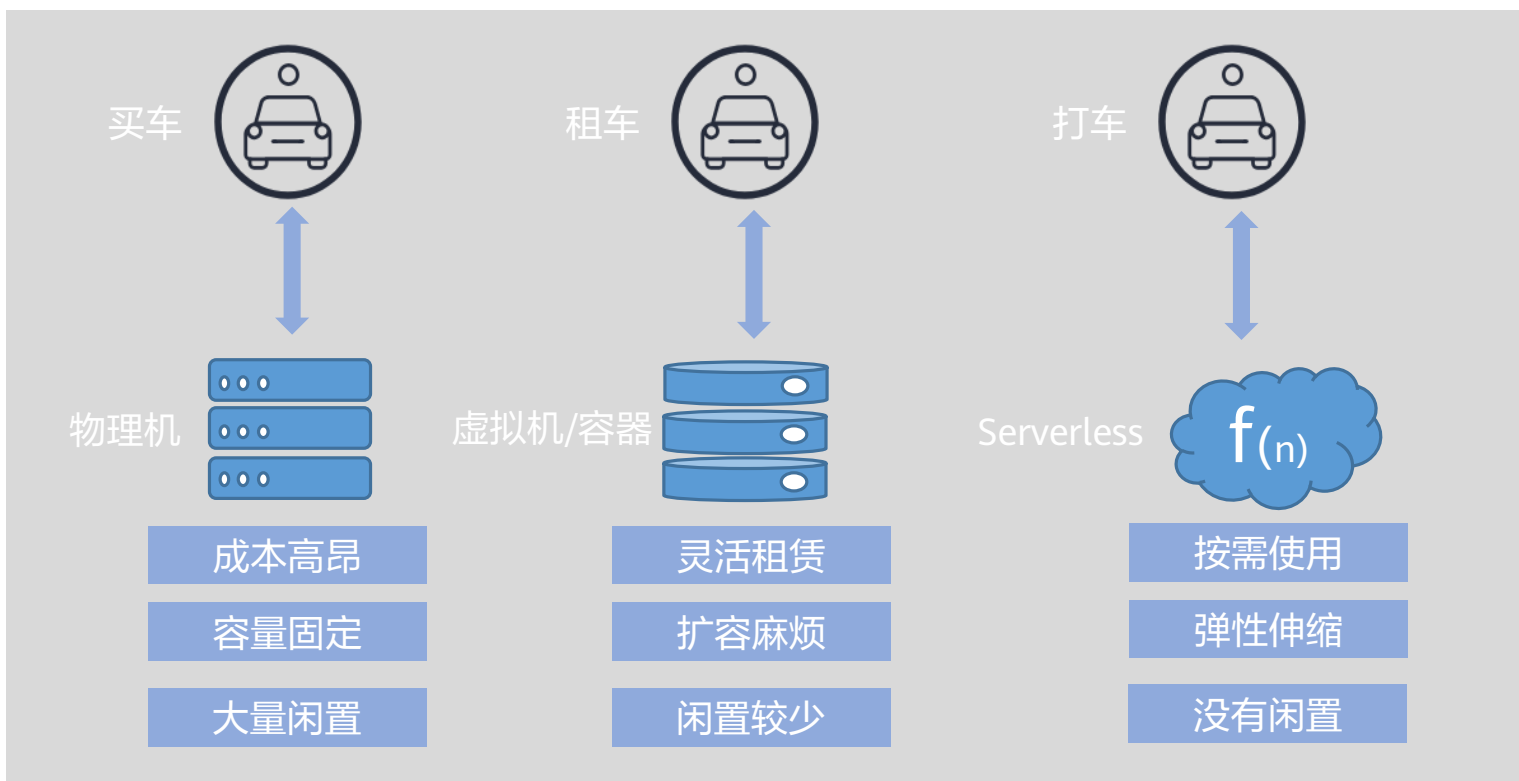 买车
租车
打车
物理机
虚拟机/容器
Serverless
f(n)
成本高昂
灵活租赁
按需使用
容量固定
扩容麻烦
弹性伸缩
大量闲置
闲置较少
没有闲置